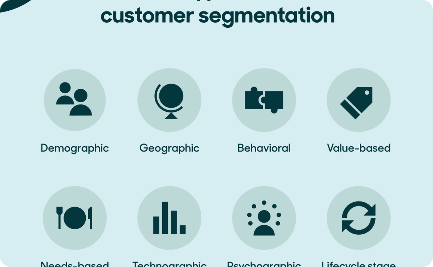 customer segmentation
Demographic
Geographic
Behavioral
Value-based
Needs-based
Technographic
Psychographic
Lifecycle stage